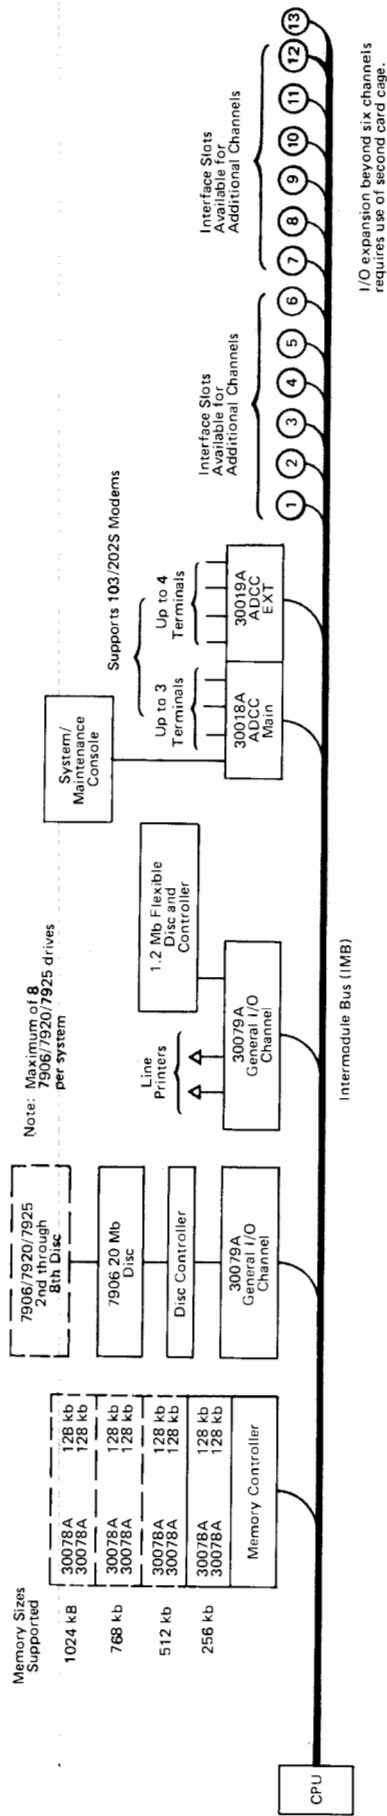 Memory Sizes
Supported
1024 kB
768 kb
512 kb
256 kb
30078A 128 kb
30078A 128 kb
30078A 128 kb
30078A 128 kb
30078A 128 kb
30078A 128 kb
30078A 128 kb
30078A 128 kb
Memory Controller
CPU
7906/7920/7925
2nd through
8th Disc
7906 20 Mb
Disc
Disc Controller
30079A
General I/O
Channel
Note: Maximum of 8
7906/7920/7925 drives
per system
Line
Printers
1.2 Mb Flexible
Disc and
Controller
30079A
General I/O
Channel
Intermodule Bus (IMB)
System/
Maintenance
Console
Supports 103/202S Modems
Up to 3
Terminals
Up to 4
Terminals
30018A
ADCC
Main
30019A
ADCC
EXT
Interface Slots
Available for
Additional Channels
1
2
3
4
5
6
Interface Slots
Available for
Additional Channels
7
8
9
10
11
12
13
I/O expansion beyond six channels
requires use of second card cage.